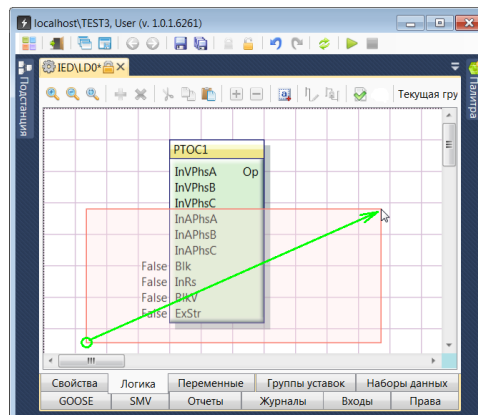 localhost\TEST3, User (v. 1.0.1.6261)
IED\LD0*
Текущая гру
Подстанция
Палитра
PTOC1
InVPhsA Op
InVPhsB
InVPhsC
InAPhsA
InAPhsB
InAPhsC
False Blk
False InRs
False BlkV
False ExStr
Свойства Логика Переменные Группы уставок Наборы данных
GOOSE SMV Отчеты Журналы Входы Права